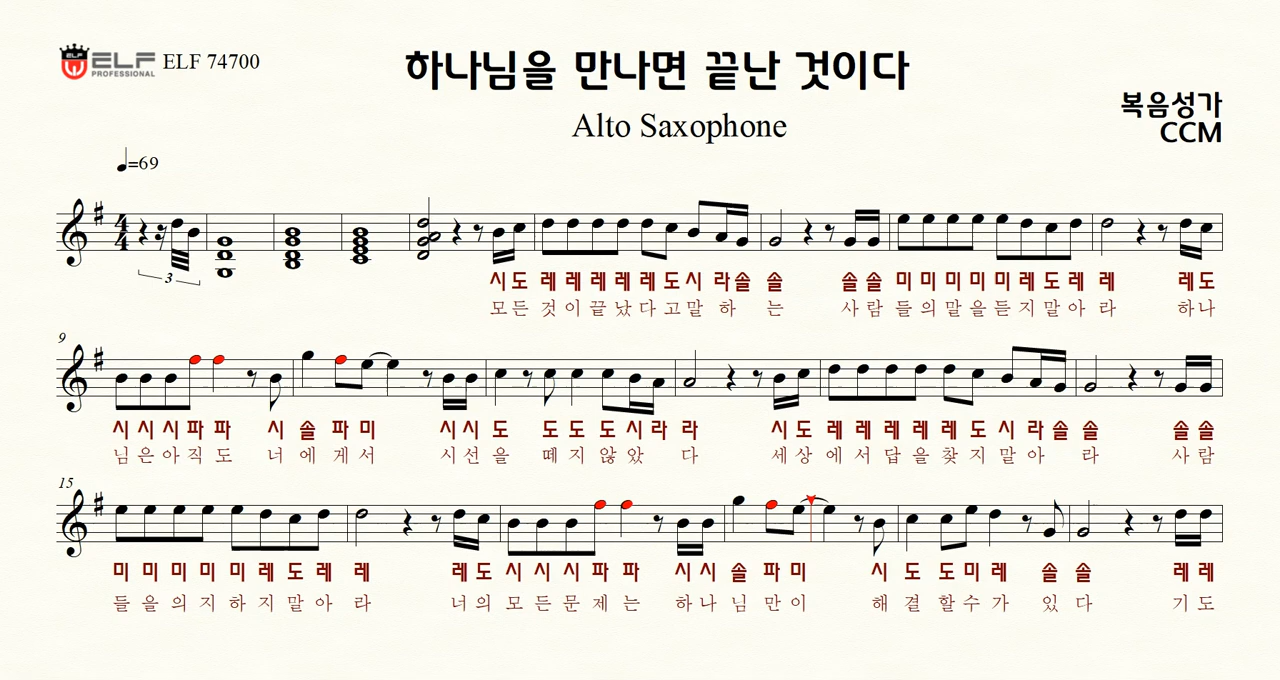 ELF
ELF PROFESSIONAL
ELF 74700
하나님을 만나면 끝난 것이다
Alto Saxophone
복음성가
CCM
=69
4
4
3
시 도 레 레 레 레 레 도 시 라 솔 솔 솔 솔 미 미 미 미 미 레 도 레 레 레 도
모 든 것 이 끝 났 다 고 말 하 는 사 람 들 의 말 을 듣 지 말 아 라 하 나
9
시 시 시 파 파 시 솔 파 미 시 시 도 도 도 도 시 라 라 시 도 레 레 레 레 레 도 시 라 솔 솔 솔 솔
님 은 아 직 도 너 에 게 서 시 선 을 떼 지 않 았 다 세 상 에 서 답 을 찾 지 말 아 라 사 람
15
미 미 미 미 미 레 도 레 레 레 도 시 시 시 파 파 시 시 솔 파 미 시 도 도 미 레 솔 솔 레 레
들 을 의 지 하 지 말 아 라 너 의 모 든 문 제 는 하 나 님 만 이 해 결 할 수 가 있 다 기 도